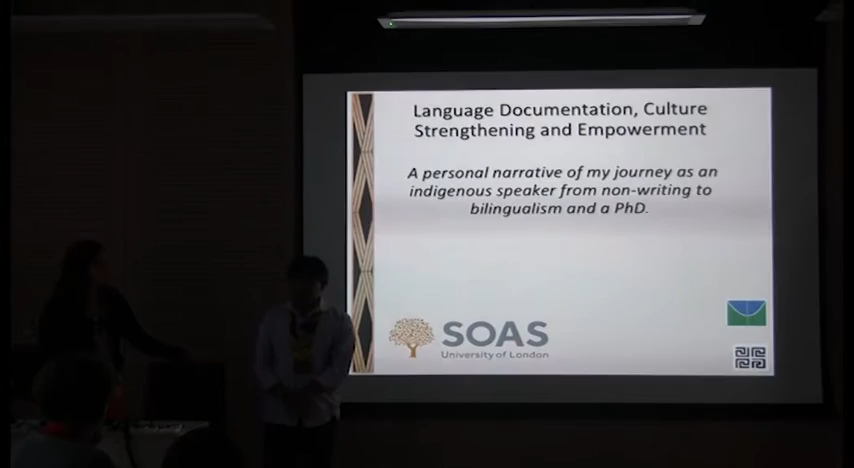 Language Documentation, Culture
Strengthening and Empowerment
A personal narrative of my journey as an
indigenous speaker from non-writing to
bilingualism and a PhD.
SOAS
University of London